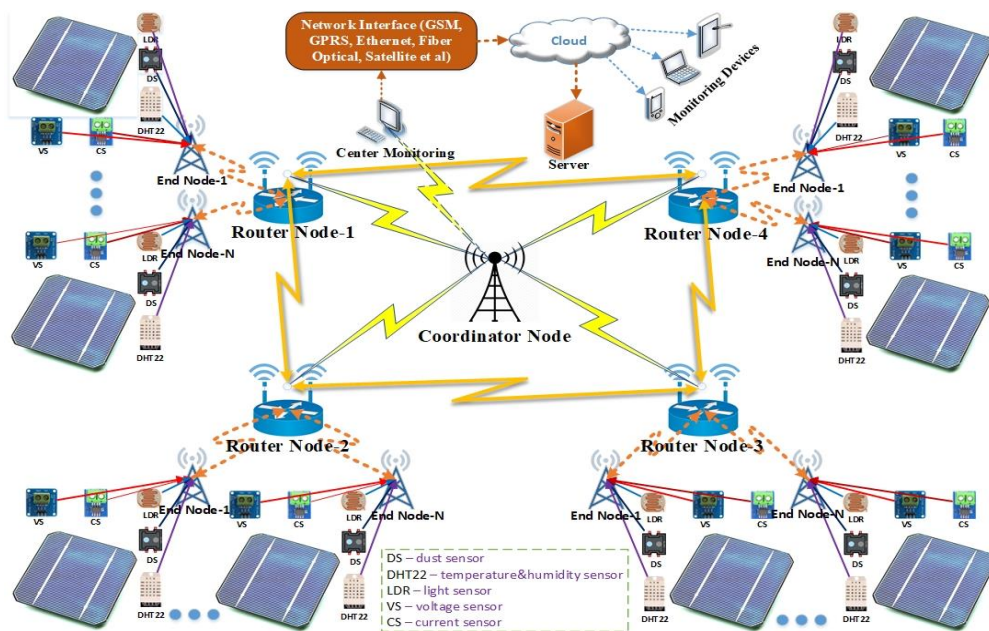 Network Interface (GSM,
GPRS, Ethernet, Fiber
Optical, Satellite et al)
Cloud
Monitoring Devices
Server
Center Monitoring
LDR
DS
DHT22
VS
CS
End Node-1
End Node-N
VS
CS
LDR
DS
DHT22
Router Node-1
LDR
DS
DHT22
VS
CS
End Node-1
End Node-N
LDR
VS
CS
DS
DHT22
Router Node-4
Coordinator Node
Router Node-2
End Node-1
VS
CS
LDR
DS
DHT22
End Node-N
VS
CS
LDR
DS
DHT22
Router Node-3
End Node-1
LDR
VS
CS
DS
DHT22
End Node-N
LDR
VS
CS
DS
DHT22
DS – dust sensor
DHT22 – temperature&humidity sensor
LDR – light sensor
VS – voltage sensor
CS – current sensor